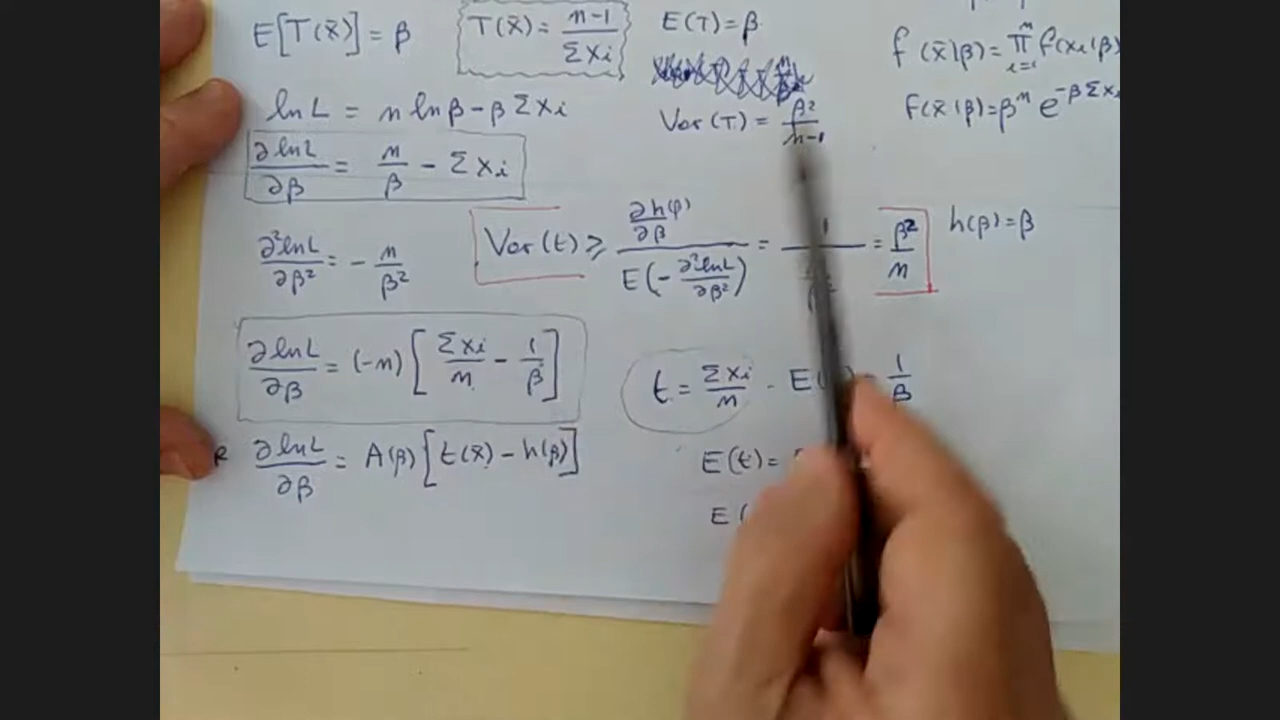 E[T(x̄)] = β   T(x̄) = n-1 / Σxi   E(T) = β
f(x̄|β) = ∏ i=1 n f(xi|β)
ln L = n ln β - β Σxi   Var(T) = β² / n-1   f(x̄|β) = βⁿ e^-βΣxi
∂lnL / ∂β = n / β - Σxi
∂²lnL / ∂β² = - n / β²   Var(t) ≥ ∂h(β) / ∂β / E(- ∂²lnL / ∂β²) = 1 / = β² / n   h(β) = β
∂lnL / ∂β = (-n) [Σxi / n - 1 / β]   t = Σxi / n - E( 1 / β
R ∂lnL / ∂β = A(β) [t(x̄) - h(β)]   E(t) =
E(